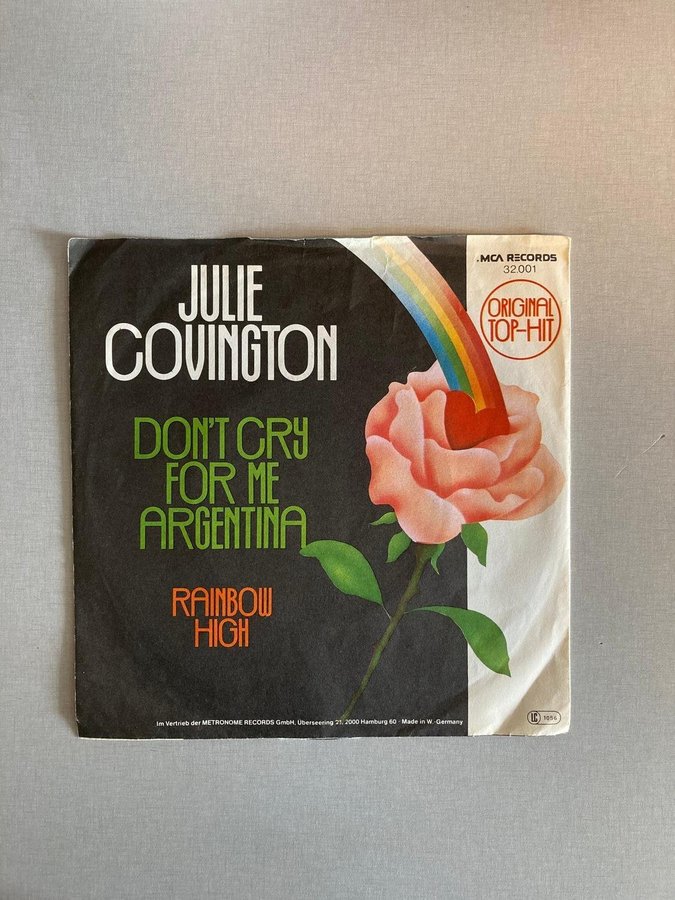 JULIE
COVINGTON
DON'T CRY
FOR ME
ARGENTINA
RAINBOW
HIGH
MCA RECORDS
32.001
ORIGINAL
TOP-HIT
Im Vertrieb der METRONOME RECORDS GmbH, Überseering 21, 2000 Hamburg 60 · Made in W.-Germany
LC 1056